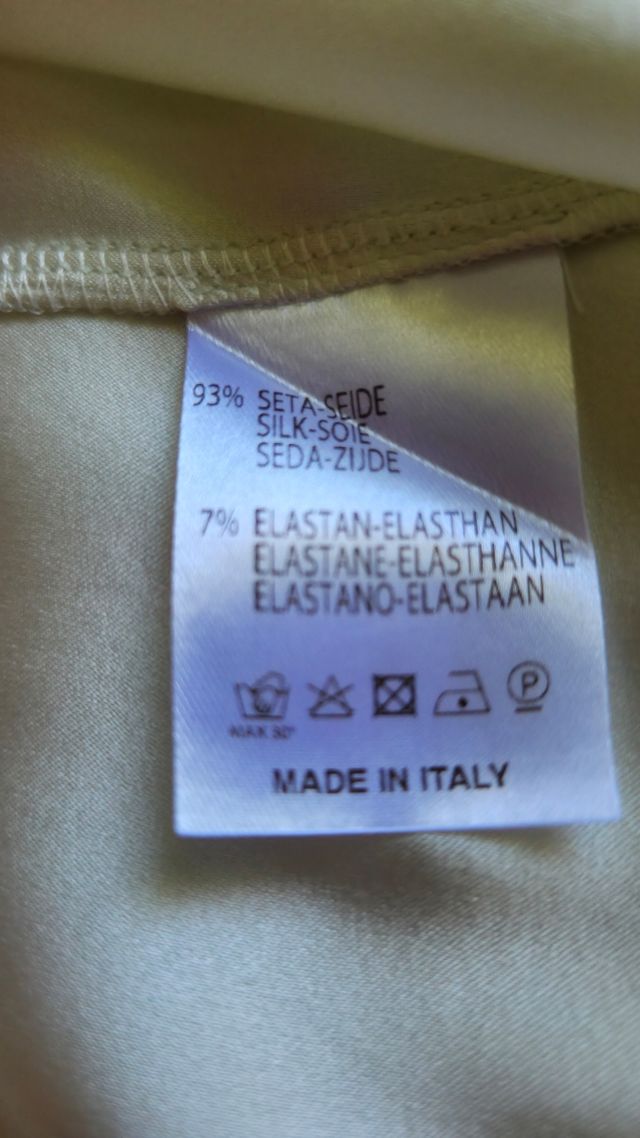 93% SETA-SEIDE
SILK-SOIE
SEDA-ZIJDE
7% ELASTAN-ELASTHAN
ELASTANE-ELASTHANNE
ELASTANO-ELASTAAN
P
MAX 30°
MADE IN ITALY